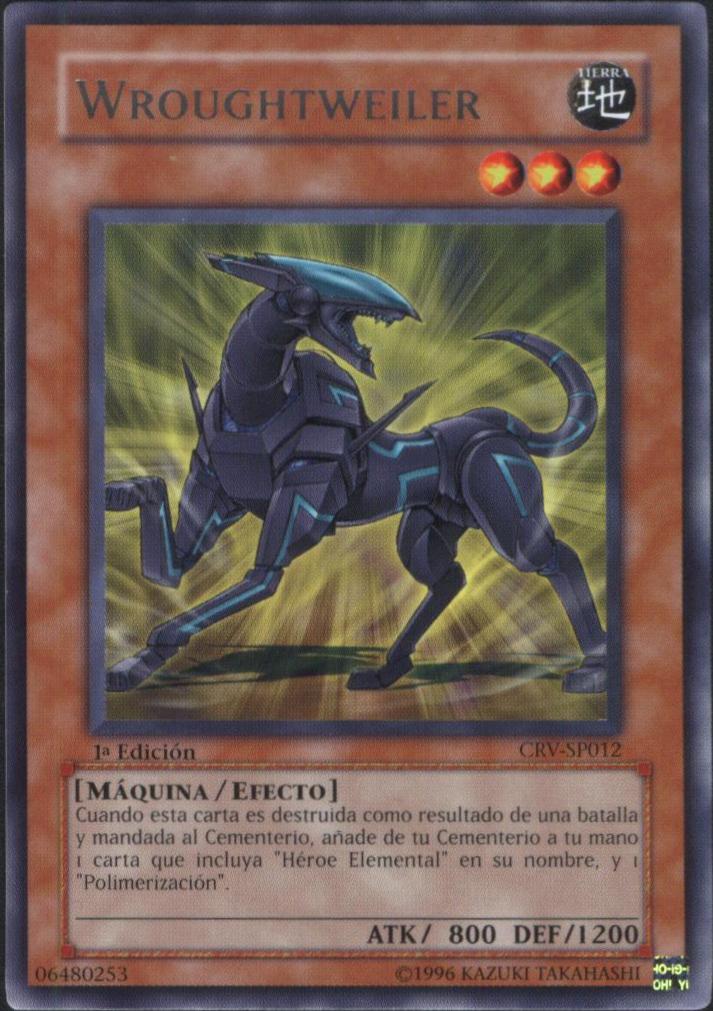 WROUGHTWEILER
TIERRA
地
1ª Edición
CRV-SP012
[MÁQUINA / EFECTO]
Cuando esta carta es destruida como resultado de una batalla
y mandada al Cementerio, añade de tu Cementerio a tu mano
1 carta que incluya "Héroe Elemental" en su nombre, y 1
"Polimerización".
ATK/ 800 DEF/1200
06480253
©1996 KAZUKI TAKAHASHI